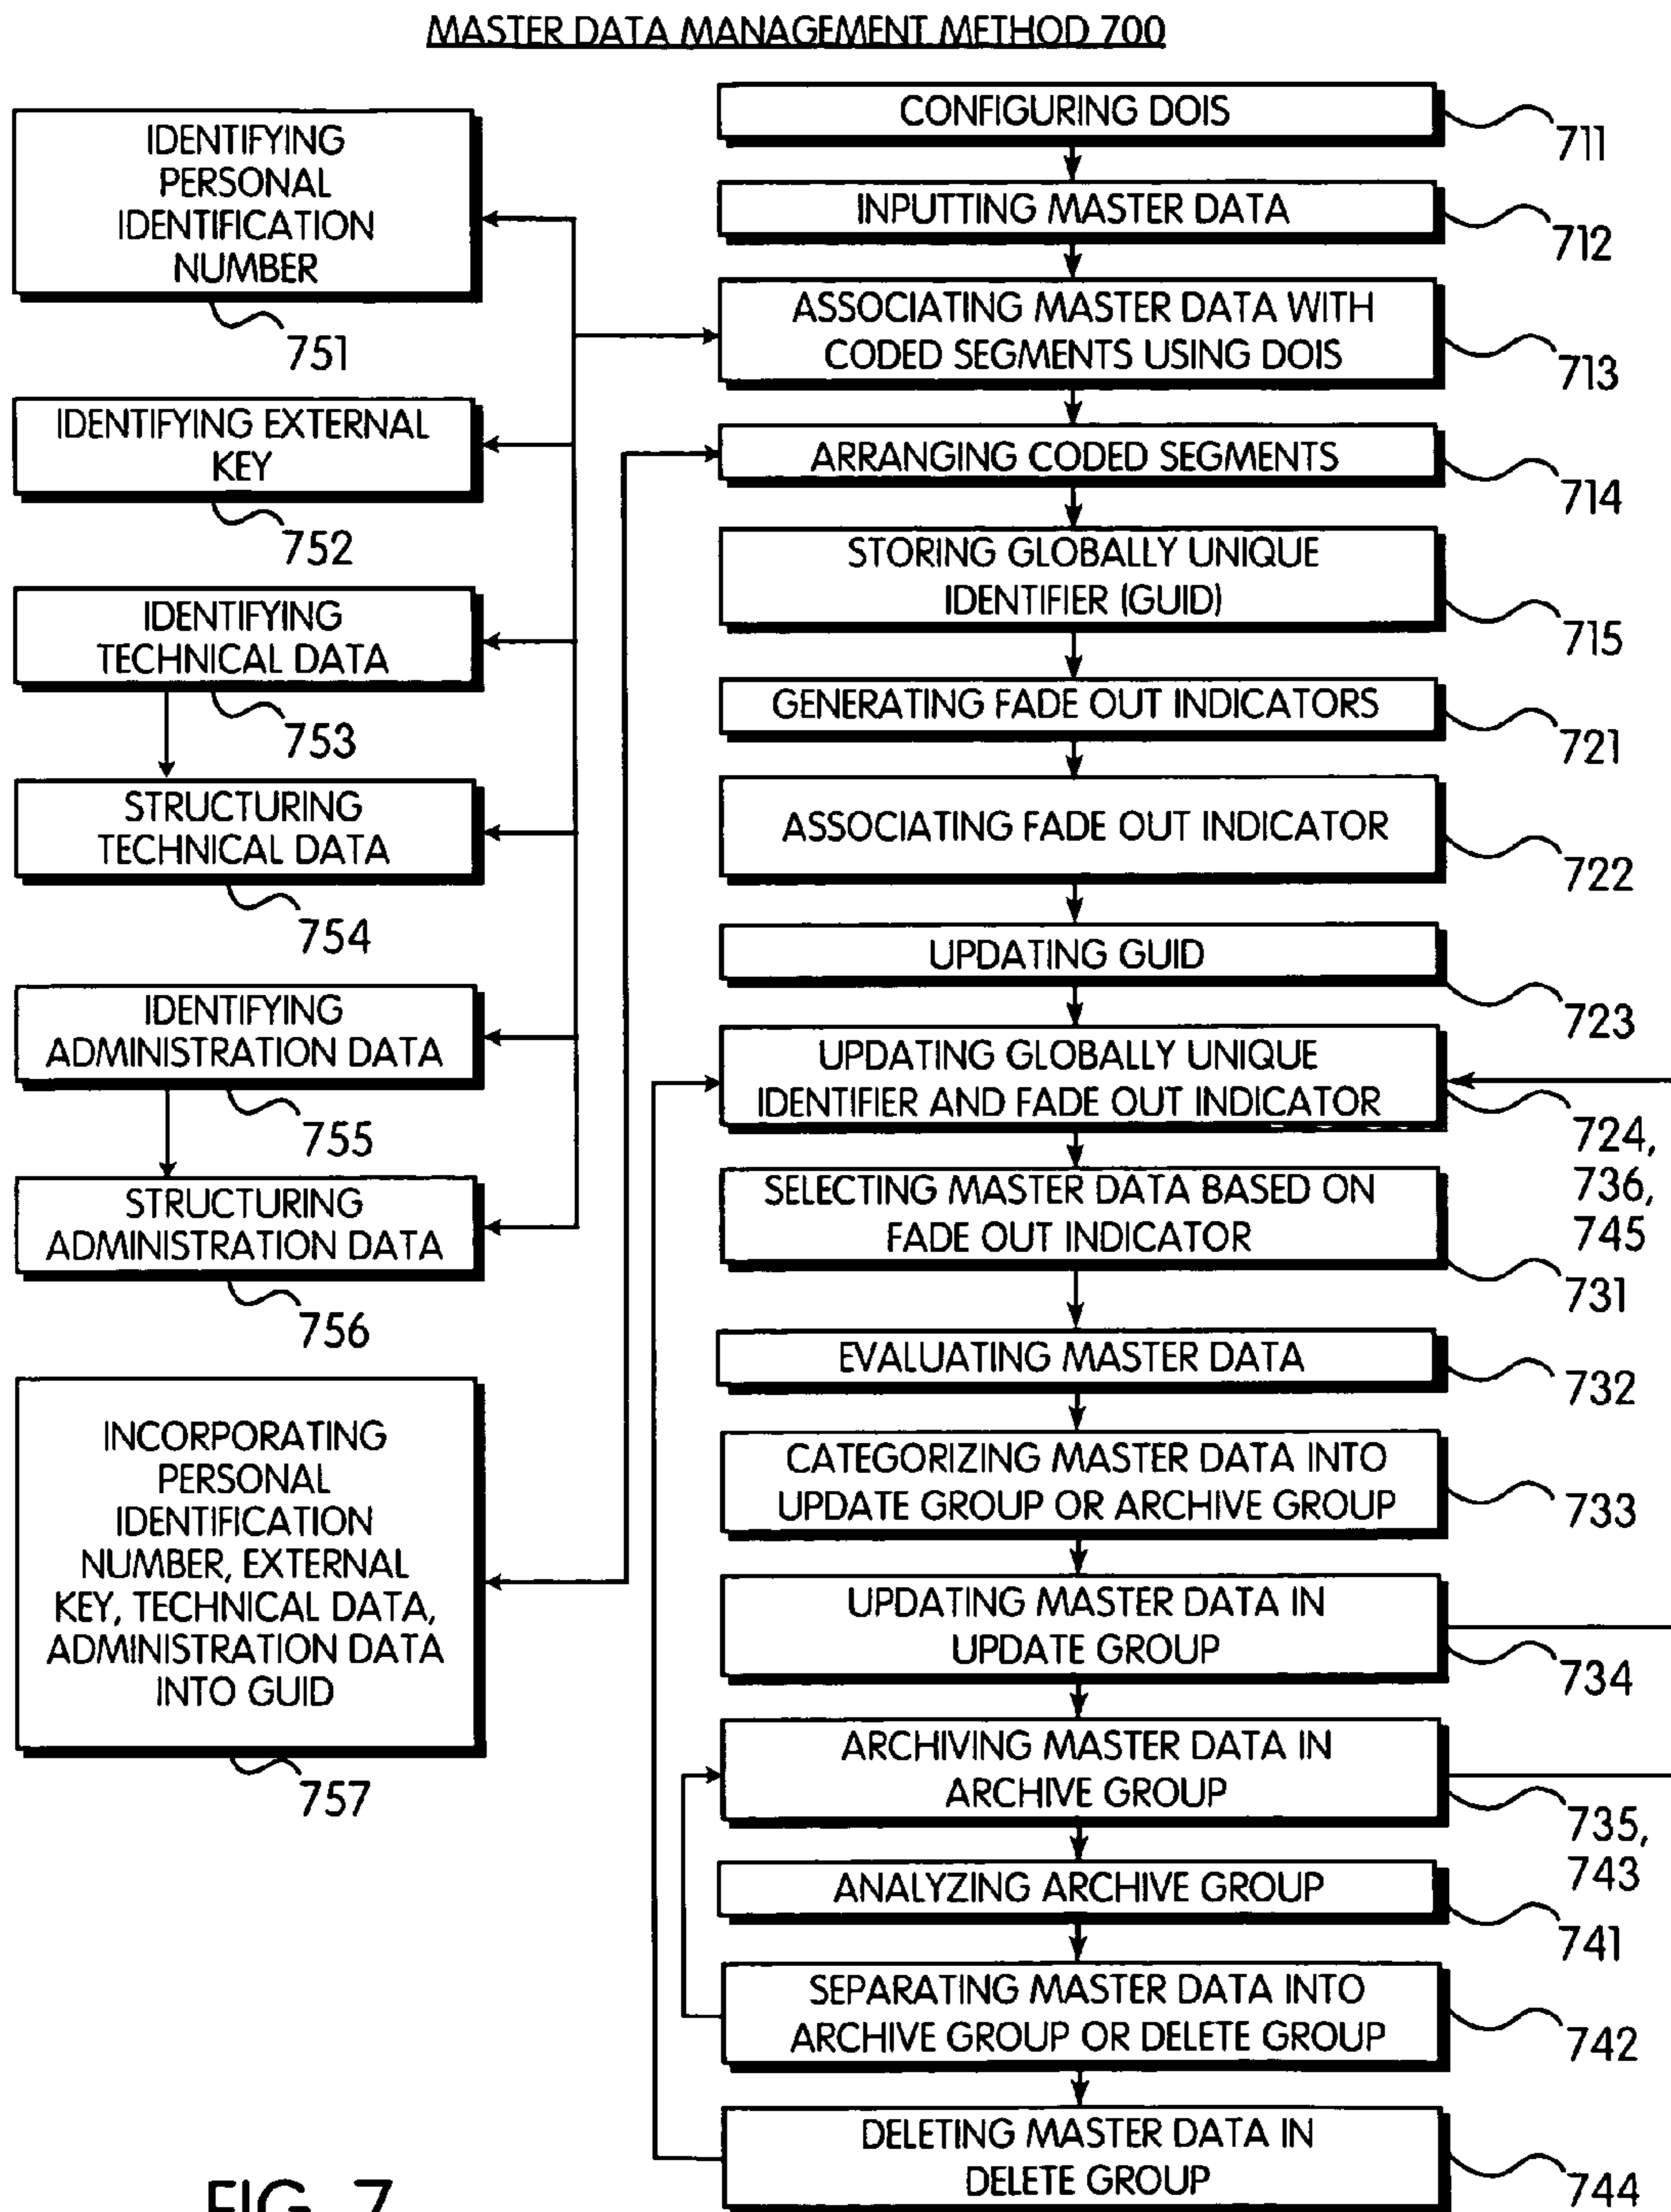 MASTER DATA MANAGEMENT METHOD 700
IDENTIFYING
PERSONAL
IDENTIFICATION
NUMBER
751
IDENTIFYING EXTERNAL
KEY
752
IDENTIFYING
TECHNICAL DATA
753
STRUCTURING
TECHNICAL DATA
754
IDENTIFYING
ADMINISTRATION DATA
755
STRUCTURING
ADMINISTRATION DATA
756
INCORPORATING
PERSONAL
IDENTIFICATION
NUMBER, EXTERNAL
KEY, TECHNICAL DATA,
ADMINISTRATION DATA
INTO GUID
757
CONFIGURING DOIS
711
INPUTTING MASTER DATA
712
ASSOCIATING MASTER DATA WITH
CODED SEGMENTS USING DOIS
713
ARRANGING CODED SEGMENTS
714
STORING GLOBALLY UNIQUE
IDENTIFIER (GUID)
715
GENERATING FADE OUT INDICATORS
721
ASSOCIATING FADE OUT INDICATOR
722
UPDATING GUID
723
UPDATING GLOBALLY UNIQUE
IDENTIFIER AND FADE OUT INDICATOR
724,
736,
745
SELECTING MASTER DATA BASED ON
FADE OUT INDICATOR
731
EVALUATING MASTER DATA
732
CATEGORIZING MASTER DATA INTO
UPDATE GROUP OR ARCHIVE GROUP
733
UPDATING MASTER DATA IN
UPDATE GROUP
734
ARCHIVING MASTER DATA IN
ARCHIVE GROUP
735,
743
ANALYZING ARCHIVE GROUP
741
SEPARATING MASTER DATA INTO
ARCHIVE GROUP OR DELETE GROUP
742
DELETING MASTER DATA IN
DELETE GROUP
744
FIG. 7